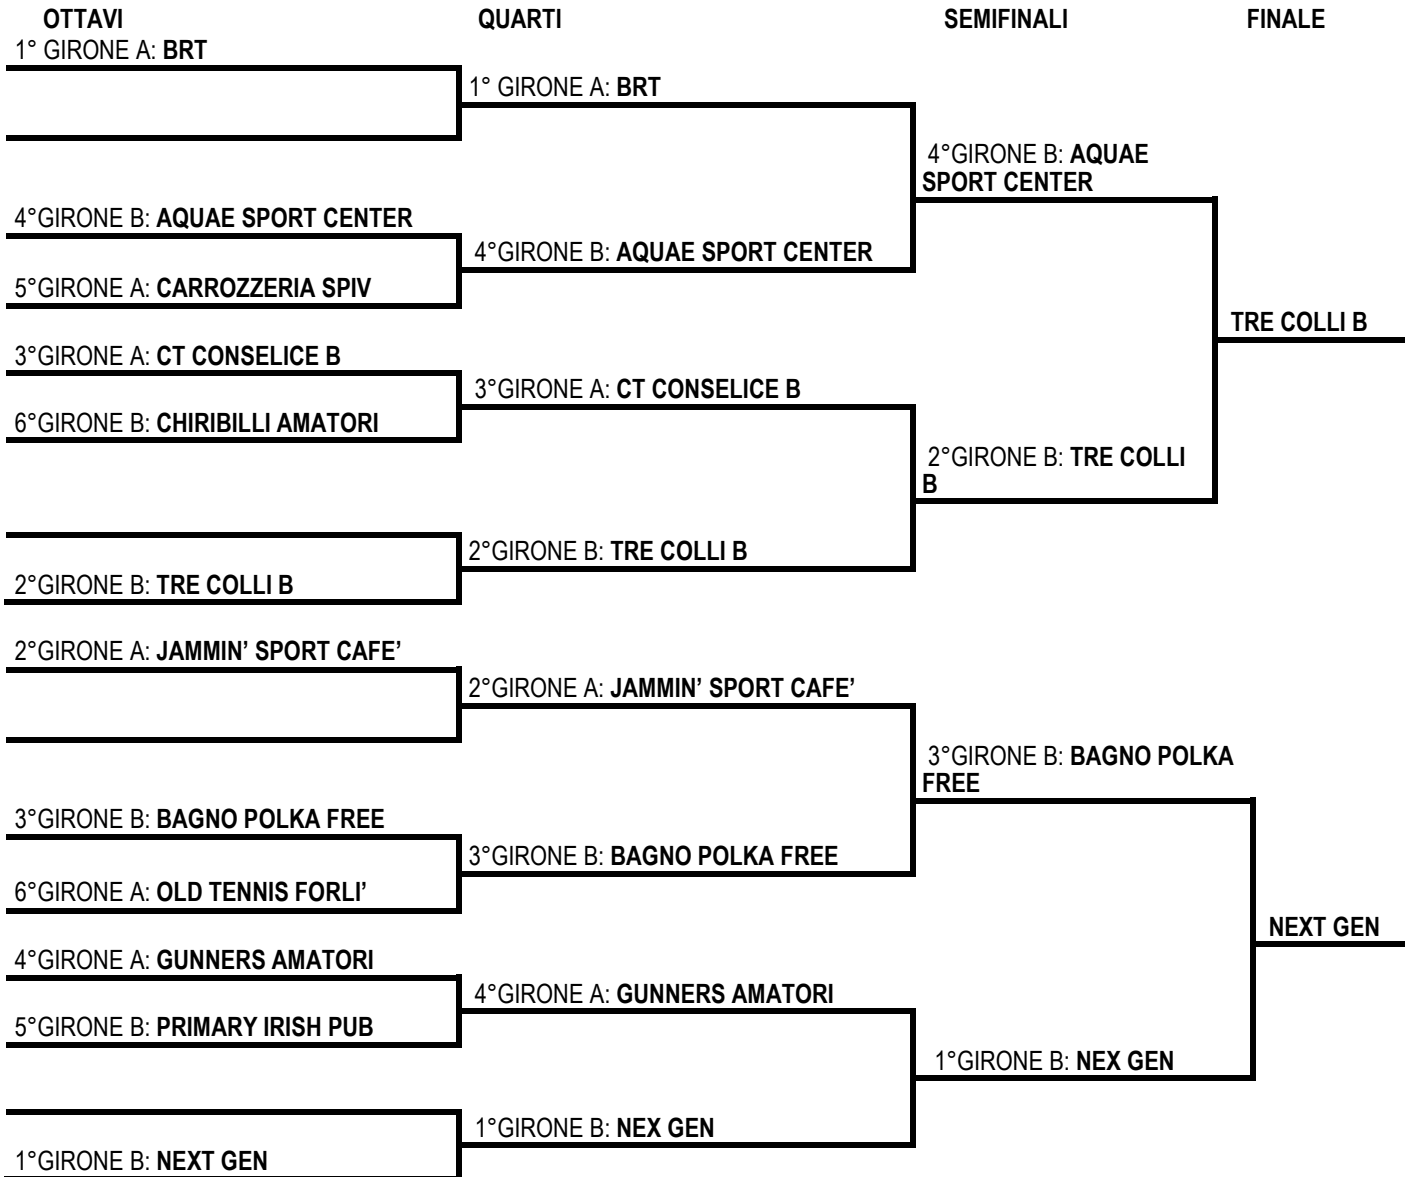 OTTAVI
QUARTI
SEMIFINALI
FINALE
1° GIRONE A: BRT
1° GIRONE A: BRT
4°GIRONE B: AQUAE
SPORT CENTER
4°GIRONE B: AQUAE SPORT CENTER
4°GIRONE B: AQUAE SPORT CENTER
5°GIRONE A: CARROZZERIA SPIV
TRE COLLI B
3°GIRONE A: CT CONSELICE B
3°GIRONE A: CT CONSELICE B
6°GIRONE B: CHIRIBILLI AMATORI
2°GIRONE B: TRE COLLI
B
2°GIRONE B: TRE COLLI B
2°GIRONE B: TRE COLLI B
2°GIRONE A: JAMMIN’ SPORT CAFE’
2°GIRONE A: JAMMIN’ SPORT CAFE’
3°GIRONE B: BAGNO POLKA
FREE
3°GIRONE B: BAGNO POLKA FREE
3°GIRONE B: BAGNO POLKA FREE
6°GIRONE A: OLD TENNIS FORLI’
NEXT GEN
4°GIRONE A: GUNNERS AMATORI
4°GIRONE A: GUNNERS AMATORI
5°GIRONE B: PRIMARY IRISH PUB
1°GIRONE B: NEX GEN
1°GIRONE B: NEX GEN
1°GIRONE B: NEXT GEN